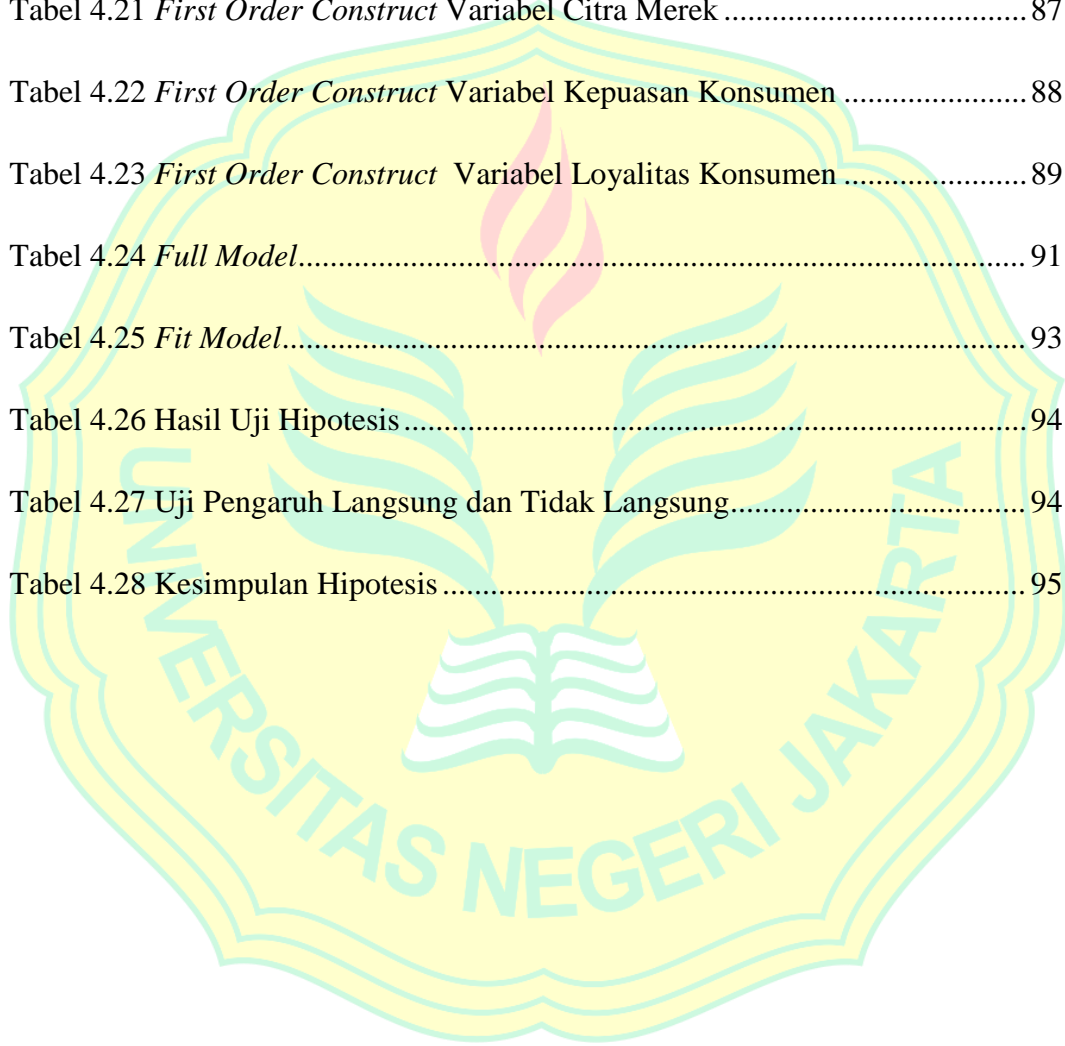 Tabel 4.21 First Order Construct Variabel Citra Merek ................................... 87
Tabel 4.22 First Order Construct Variabel Kepuasan Konsumen ...................... 88
Tabel 4.23 First Order Construct  Variabel Loyalitas Konsumen ..................... 89
Tabel 4.24 Full Model........................................................................................ 91
Tabel 4.25 Fit Model.......................................................................................... 93
Tabel 4.26 Hasil Uji Hipotesis ........................................................................... 94
Tabel 4.27 Uji Pengaruh Langsung dan Tidak Langsung................................... 94
Tabel 4.28 Kesimpulan Hipotesis ...................................................................... 95
UNIVERSITAS NEGERI JAKARTA